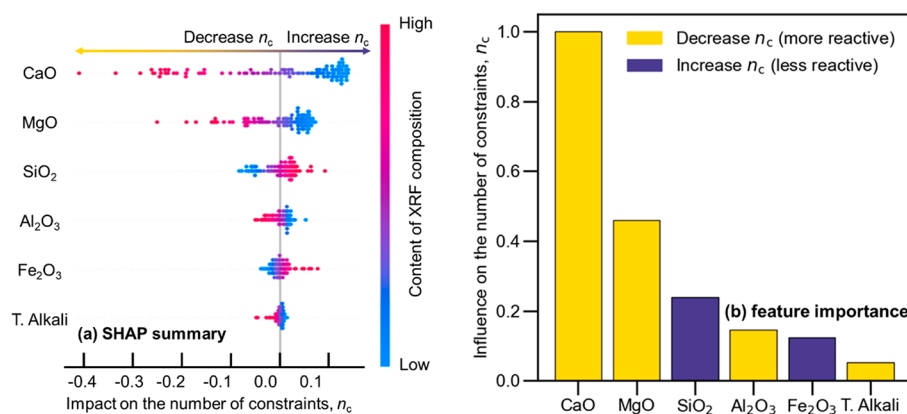 Decrease n_c Increase n_c
CaO
MgO
SiO₂
Al₂O₃
Fe₂O₃
T. Alkali
(a) SHAP summary
-0.4 -0.3 -0.2 -0.1 0.0 0.1
Impact on the number of constraints, n_c
High
Content of XRF composition
Low
Influence on the number of constraints, n_c
1.0
0.8
0.6
0.4
0.2
0.0
Decrease n_c (more reactive)
Increase n_c (less reactive)
(b) feature importance
CaO MgO SiO₂ Al₂O₃ Fe₂O₃ T. Alkali